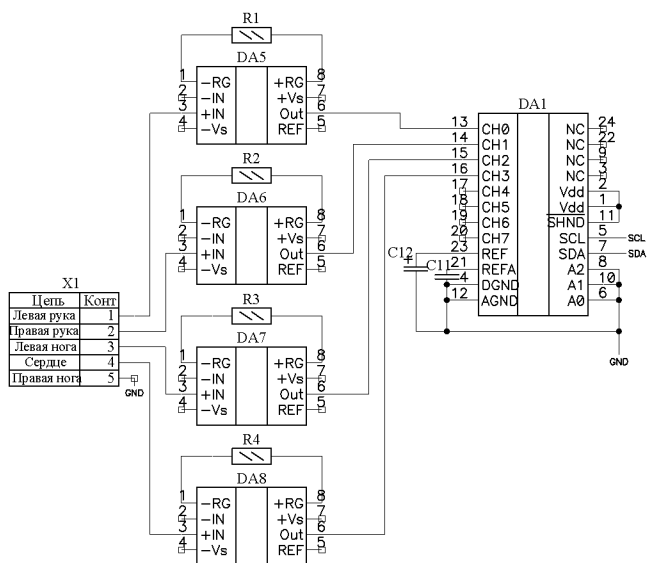 R1
DA5
1 −RG +RG 8
2 −IN +Vs 7
3 +IN Out 6
4 −Vs REF 5
R2
DA6
1 −RG +RG 8
2 −IN +Vs 7
3 +IN Out 6
4 −Vs REF 5
R3
DA7
1 −RG +RG 8
2 −IN +Vs 7
3 +IN Out 6
4 −Vs REF 5
R4
DA8
1 −RG +RG 8
2 −IN +Vs 7
3 +IN Out 6
4 −Vs REF 5
X1
Цепь Конт
Левая рука 1
Правая рука 2
Левая нога 3
Сердце 4
Правая нога 5
GND
DA1
13 CH0 NC 24
14 CH1 NC 22
15 CH2 NC 9
16 CH3 NC 3
17 CH4 Vdd 2
18 CH5 Vdd 1
19 CH6 SHND 11
20 CH7 SCL 5 SCL
23 REF SDA 7 SDA
21 REFA A2 8
4 DGND A1 10
12 AGND A0 6
C12
+
C11
GND